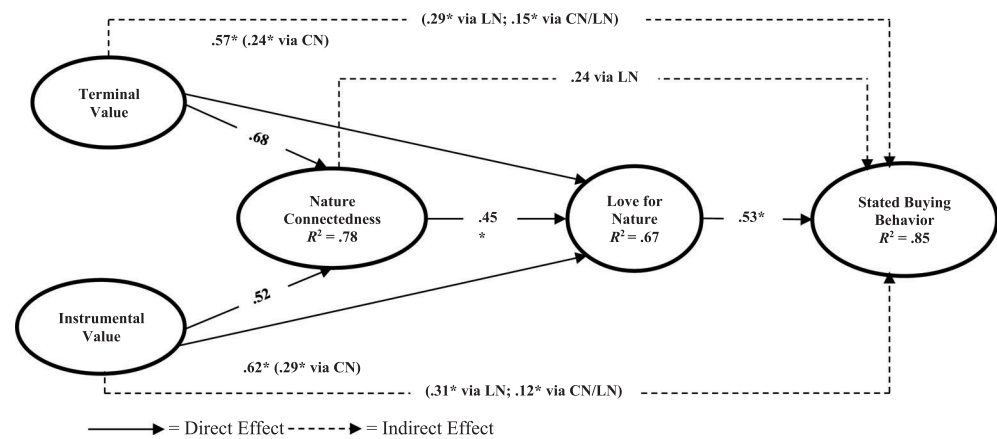 (.29* via LN; .15* via CN/LN)
.57* (.24* via CN)
.24 via LN
Terminal
Value
.68
Nature
Connectedness
R² = .78
.45
*
Love for
Nature
R² = .67
.53*
Stated Buying
Behavior
R² = .85
.52
Instrumental
Value
.62* (.29* via CN)
(.31* via LN; .12* via CN/LN)
= Direct Effect = Indirect Effect